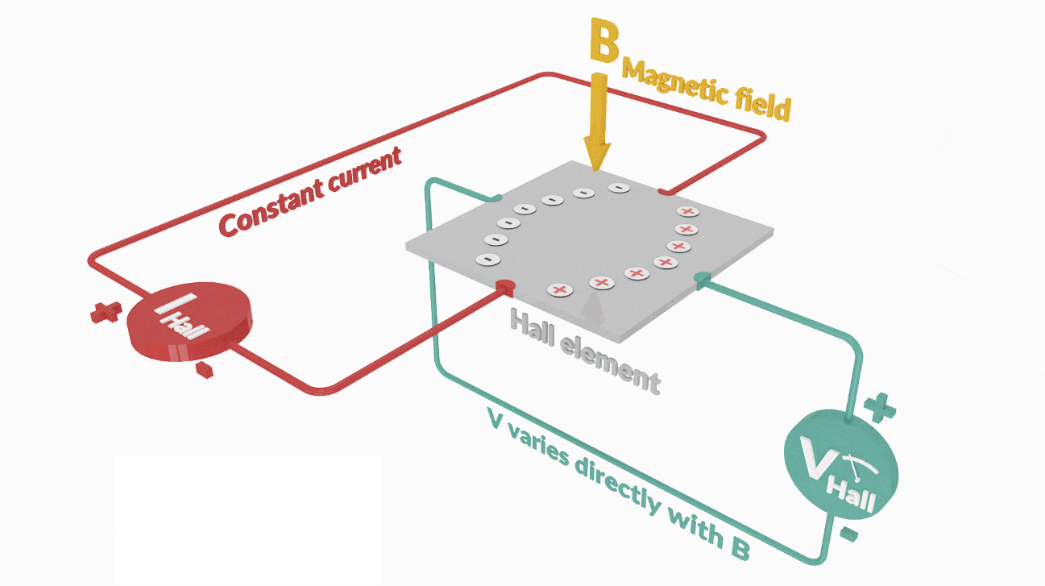 B
Magnetic field
Constant current
I
Hall
Hall element
V varies directly with B
V
Hall